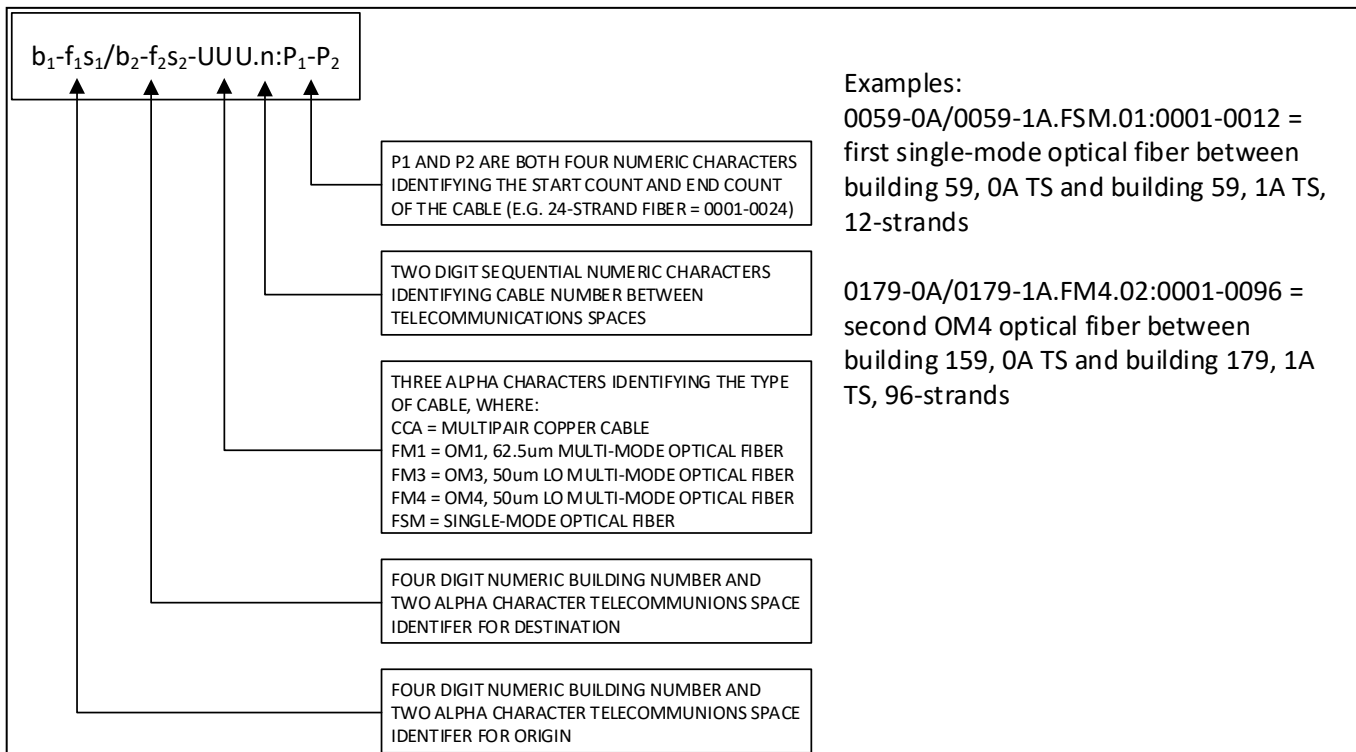 b₁-f₁s₁/b₂-f₂s₂-UUU.n:P₁-P₂
P1 AND P2 ARE BOTH FOUR NUMERIC CHARACTERS
IDENTIFYING THE START COUNT AND END COUNT
OF THE CABLE (E.G. 24-STRAND FIBER = 0001-0024)
TWO DIGIT SEQUENTIAL NUMERIC CHARACTERS
IDENTIFYING CABLE NUMBER BETWEEN
TELECOMMUNICATIONS SPACES
THREE ALPHA CHARACTERS IDENTIFYING THE TYPE
OF CABLE, WHERE:
CCA = MULTIPAIR COPPER CABLE
FM1 = OM1, 62.5um MULTI-MODE OPTICAL FIBER
FM3 = OM3, 50um LO MULTI-MODE OPTICAL FIBER
FM4 = OM4, 50um LO MULTI-MODE OPTICAL FIBER
FSM = SINGLE-MODE OPTICAL FIBER
FOUR DIGIT NUMERIC BUILDING NUMBER AND
TWO ALPHA CHARACTER TELECOMMUNIONS SPACE
IDENTIFER FOR DESTINATION
FOUR DIGIT NUMERIC BUILDING NUMBER AND
TWO ALPHA CHARACTER TELECOMMUNIONS SPACE
IDENTIFER FOR ORIGIN
Examples:
0059-0A/0059-1A.FSM.01:0001-0012 =
first single-mode optical fiber between
building 59, 0A TS and building 59, 1A TS,
12-strands
0179-0A/0179-1A.FM4.02:0001-0096 =
second OM4 optical fiber between
building 159, 0A TS and building 179, 1A
TS, 96-strands